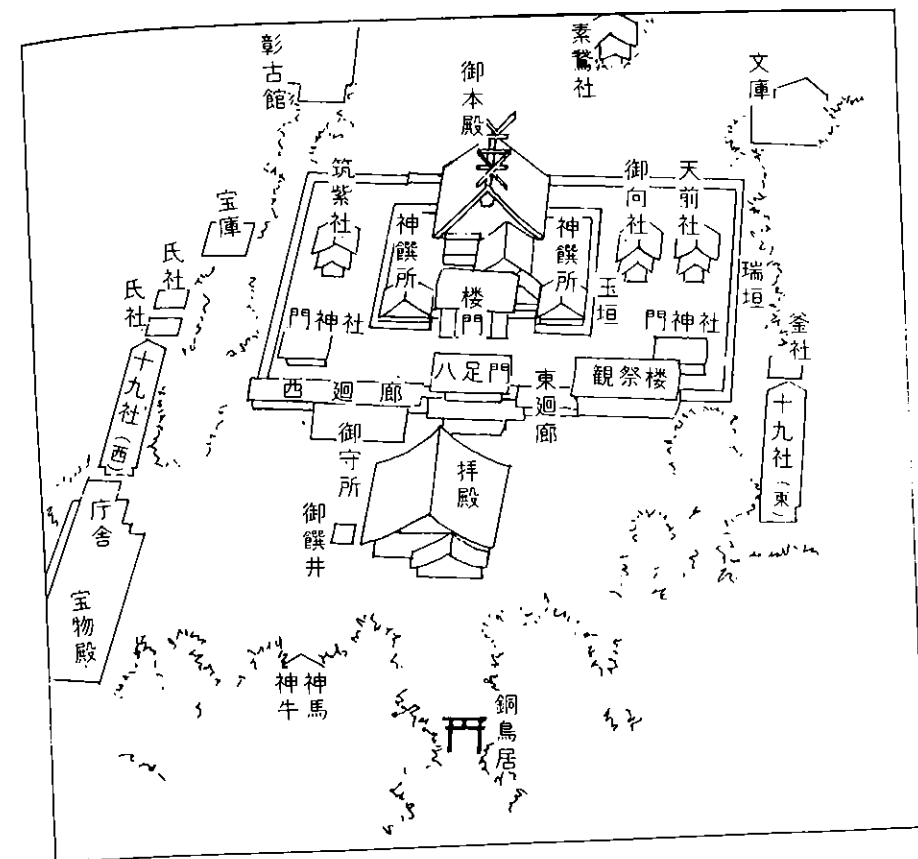 彰古館
素鵞社
文庫
御本殿
筑紫社
御向社
天前社
宝庫
神饌所
神饌所
氏社
氏社
楼門
玉垣
瑞垣
門神社
門神社
釜社
十九社(西)
八足門
西廻廊
東廻廊
観祭楼
十九社(東)
御守所
拝殿
御饌井
庁舎
宝物殿
神牛
神馬
銅鳥居